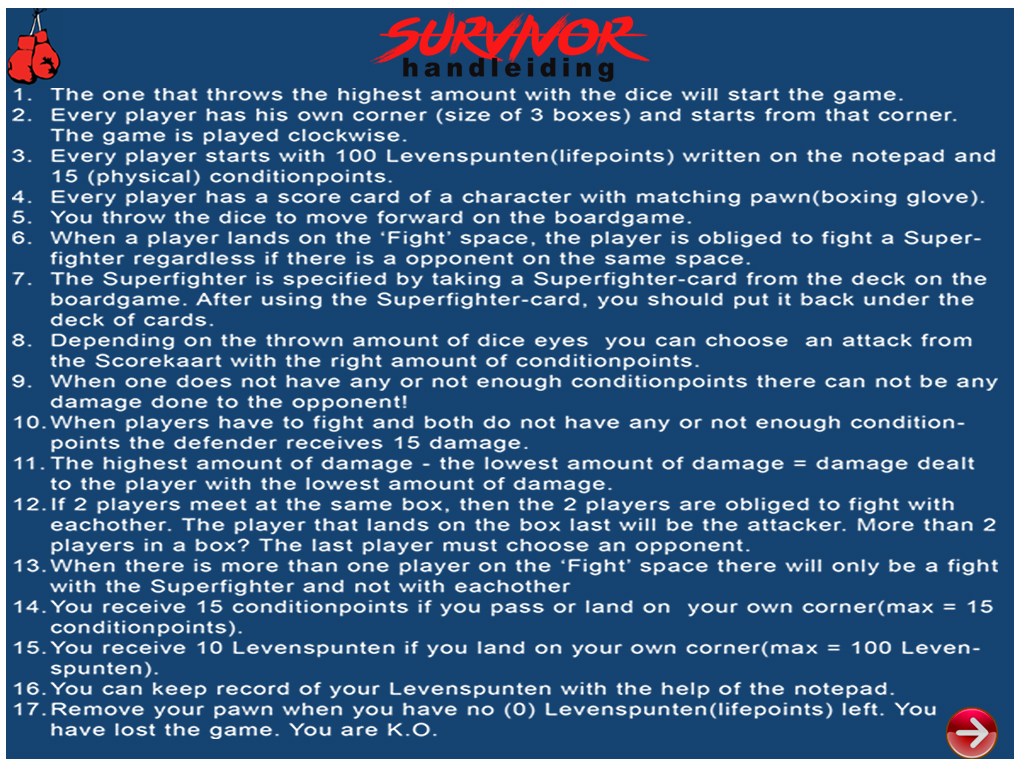 SURVIVOR
handleiding
1. The one that throws the highest amount with the dice will start the game.
2. Every player has his own corner (size of 3 boxes) and starts from that corner.
The game is played clockwise.
3. Every player starts with 100 Levenspunten(lifepoints) written on the notepad and
15 (physical) conditionpoints.
4. Every player has a score card of a character with matching pawn(boxing glove).
5. You throw the dice to move forward on the boardgame.
6. When a player lands on the ‘Fight’ space, the player is obliged to fight a Super-
fighter regardless if there is a opponent on the same space.
7. The Superfighter is specified by taking a Superfighter-card from the deck on the
boardgame. After using the Superfighter-card, you should put it back under the
deck of cards.
8. Depending on the thrown amount of dice eyes you can choose an attack from
the Scorekaart with the right amount of conditionpoints.
9. When one does not have any or not enough conditionpoints there can not be any
damage done to the opponent!
10. When players have to fight and both do not have any or not enough condition-
points the defender receives 15 damage.
11. The highest amount of damage - the lowest amount of damage = damage dealt
to the player with the lowest amount of damage.
12. If 2 players meet at the same box, then the 2 players are obliged to fight with
eachother. The player that lands on the box last will be the attacker. More than 2
players in a box? The last player must choose an opponent.
13. When there is more than one player on the ‘Fight’ space there will only be a fight
with the Superfighter and not with eachother
14. You receive 15 conditionpoints if you pass or land on your own corner(max = 15
conditionpoints).
15. You receive 10 Levenspunten if you land on your own corner(max = 100 Leven-
spunten).
16. You can keep record of your Levenspunten with the help of the notepad.
17. Remove your pawn when you have no (0) Levenspunten(lifepoints) left. You
have lost the game. You are K.O.